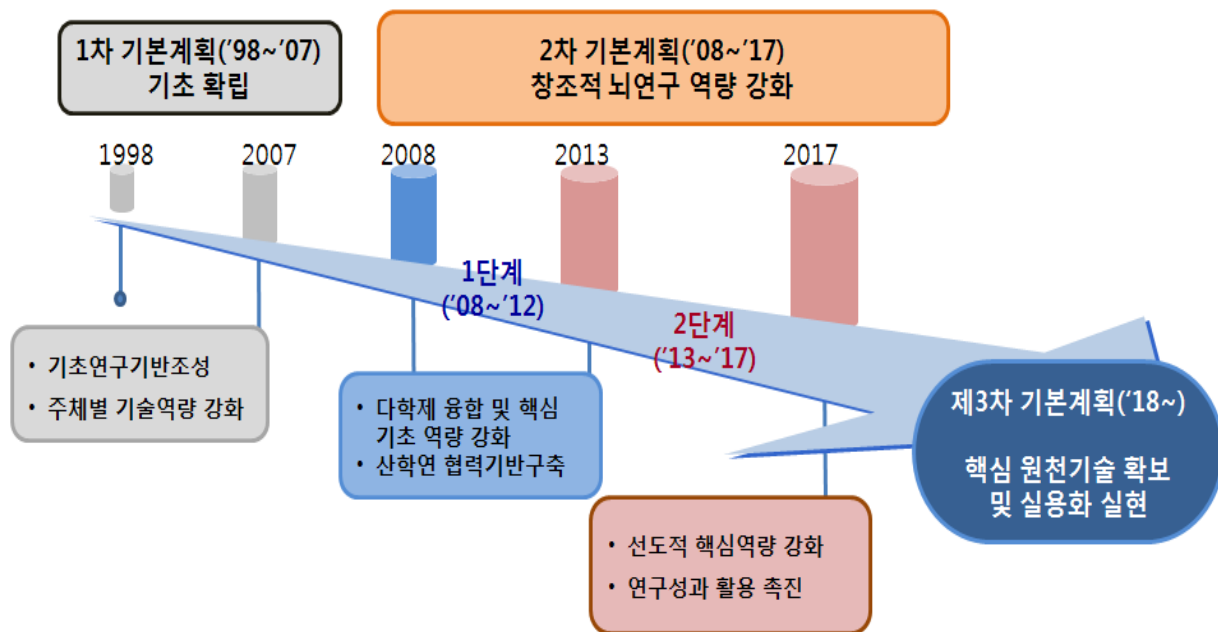 1차 기본계획('98~'07)
기초 확립
2차 기본계획('08~'17)
창조적 뇌연구 역량 강화
1998
2007
2008
2013
2017
1단계
('08~'12)
2단계
('13~'17)
• 기초연구기반조성
• 주체별 기술역량 강화
• 다학제 융합 및 핵심
기초 역량 강화
• 산학연 협력기반구축
제3차 기본계획('18~)
핵심 원천기술 확보
및 실용화 실현
• 선도적 핵심역량 강화
• 연구성과 활용 촉진